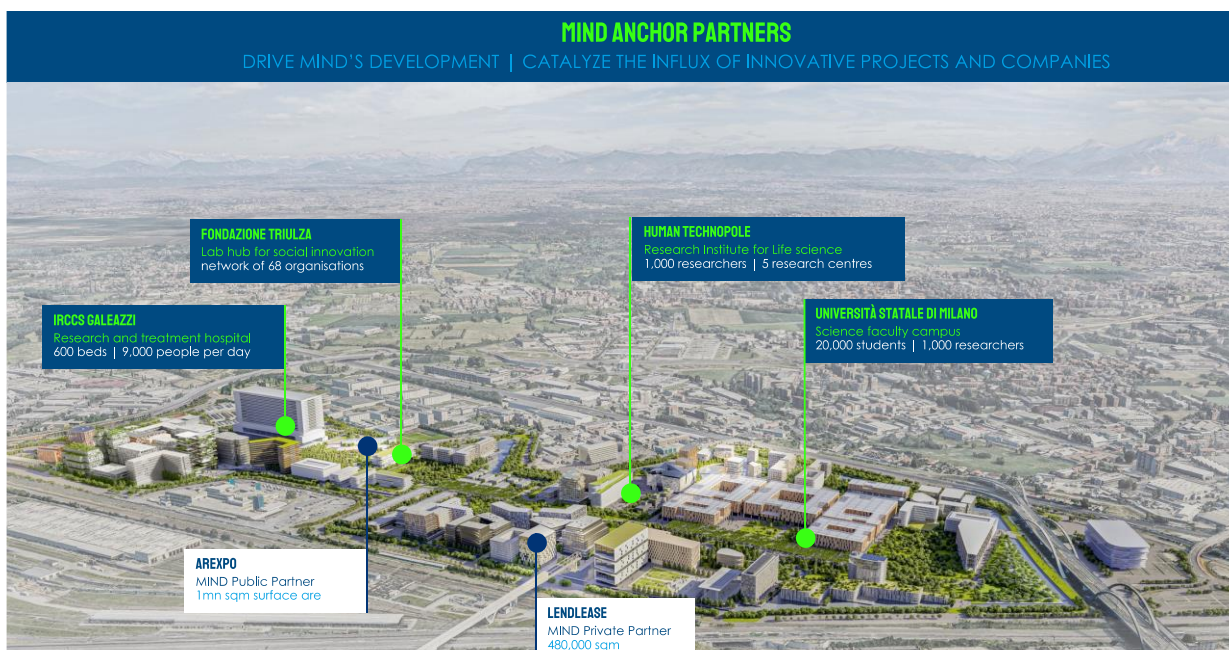 MIND ANCHOR PARTNERS
DRIVE MIND'S DEVELOPMENT | CATALYZE THE INFLUX OF INNOVATIVE PROJECTS AND COMPANIES
FONDAZIONE TRIULZA
Lab hub for social innovation
network of 68 organisations
HUMAN TECHNOPOLE
Research Institute for Life science
1,000 researchers | 5 research centres
IRCCS GALEAZZI
Research and treatment hospital
600 beds | 9,000 people per day
UNIVERSITÀ STATALE DI MILANO
Science faculty campus
20,000 students | 1,000 researchers
AREXPO
MIND Public Partner
1mn sqm surface are
LENDLEASE
MIND Private Partner
480,000 sqm